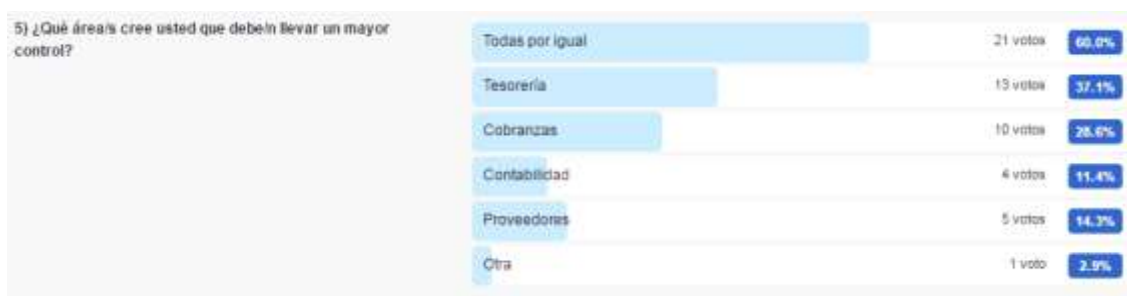 5) ¿Qué área/s cree usted que debe/n llevar un mayor
control?
Todas por igual 21 votos 60.0%
Tesorería 13 votos 37.1%
Cobranzas 10 votos 28.6%
Contabilidad 4 votos 11.4%
Proveedores 5 votos 14.3%
Otra 1 voto 2.9%